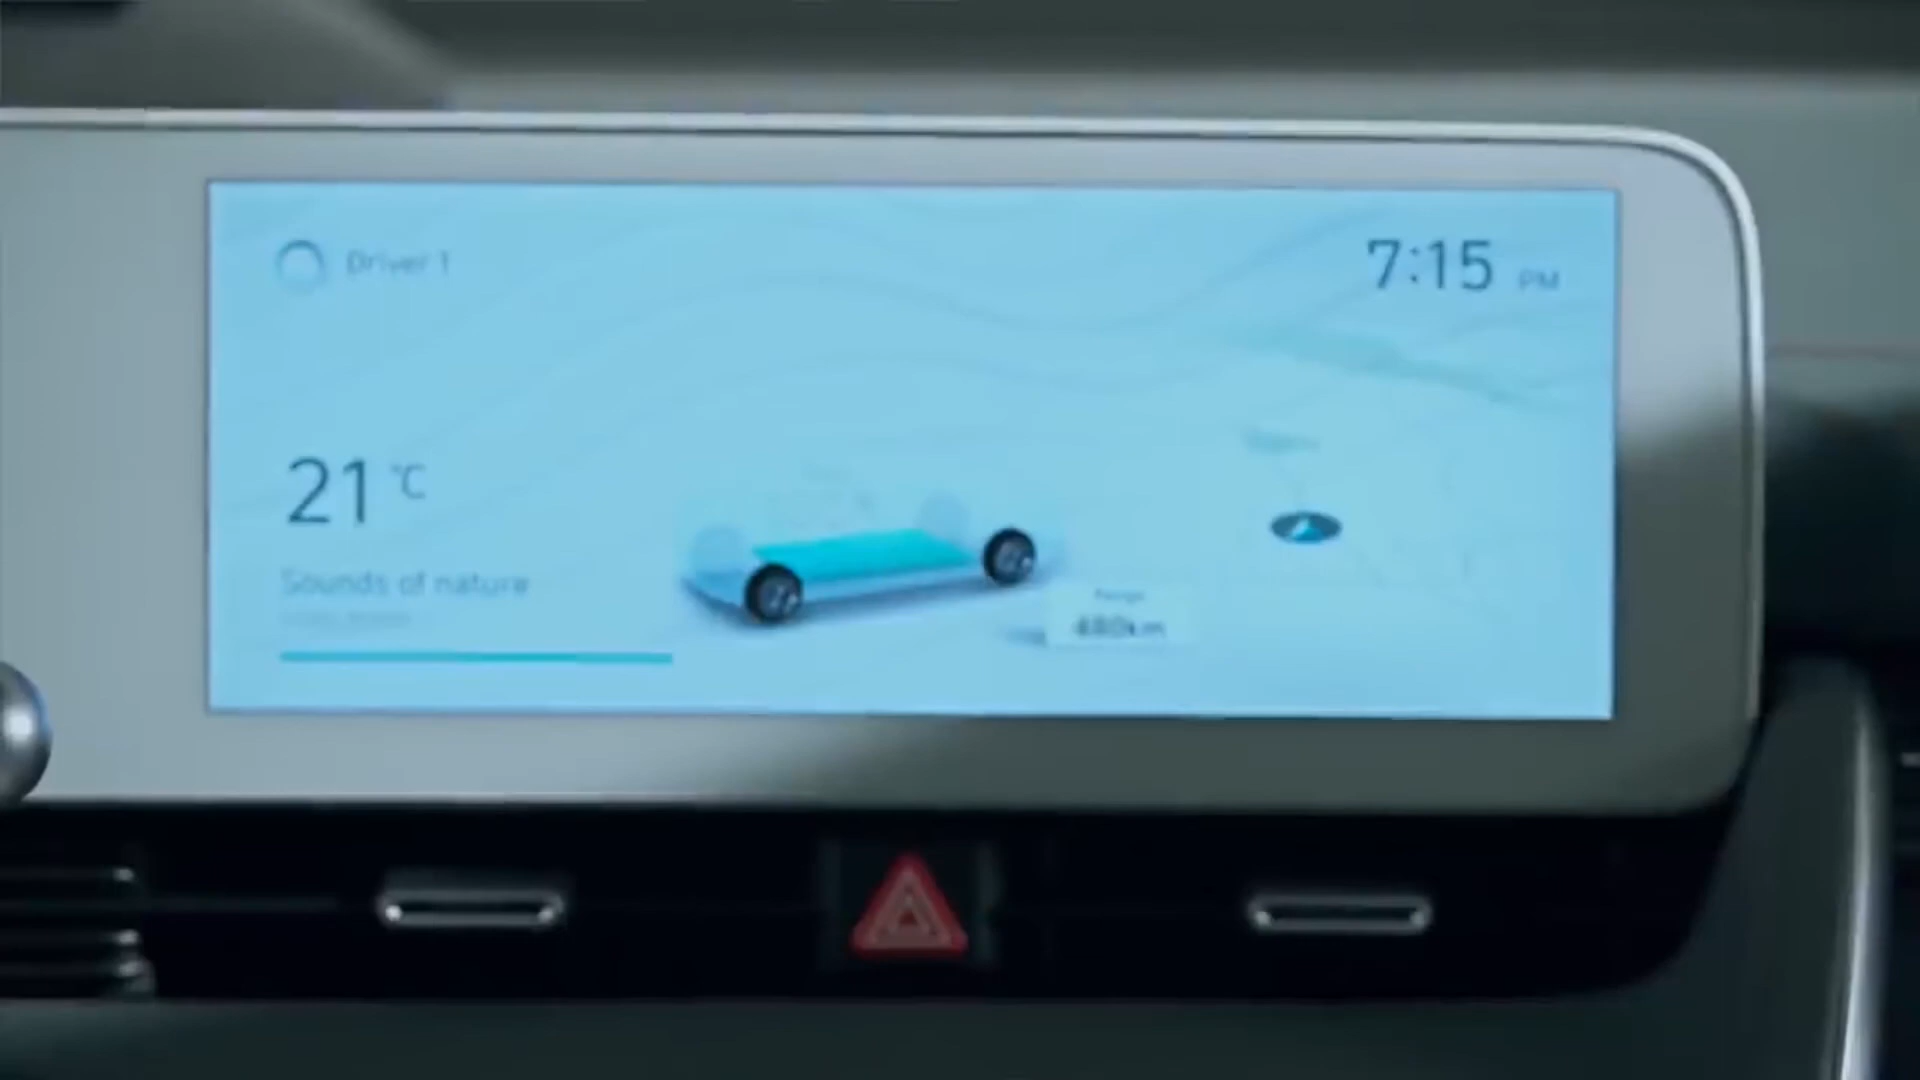 Driver 1
7:15 PM
21 °C
Sounds of nature
Range
480km